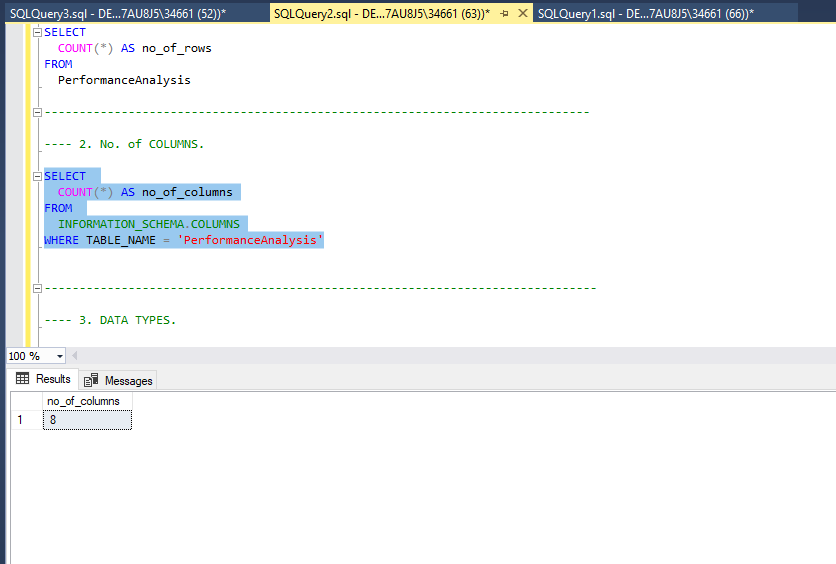 SQLQuery3.sql - DE...7AU8J5\34661 (52))*
SQLQuery2.sql - DE...7AU8J5\34661 (63))*
SQLQuery1.sql - DE...7AU8J5\34661 (66))*
SELECT
COUNT(*) AS no_of_rows
FROM
PerformanceAnalysis
------------------------------------------------------------------------------
---- 2. No. of COLUMNS.
SELECT
COUNT(*) AS no_of_columns
FROM
INFORMATION_SCHEMA.COLUMNS
WHERE TABLE_NAME = 'PerformanceAnalysis'
-------------------------------------------------------------------------------
---- 3. DATA TYPES.
100 %
Results
Messages
no_of_columns
1 8